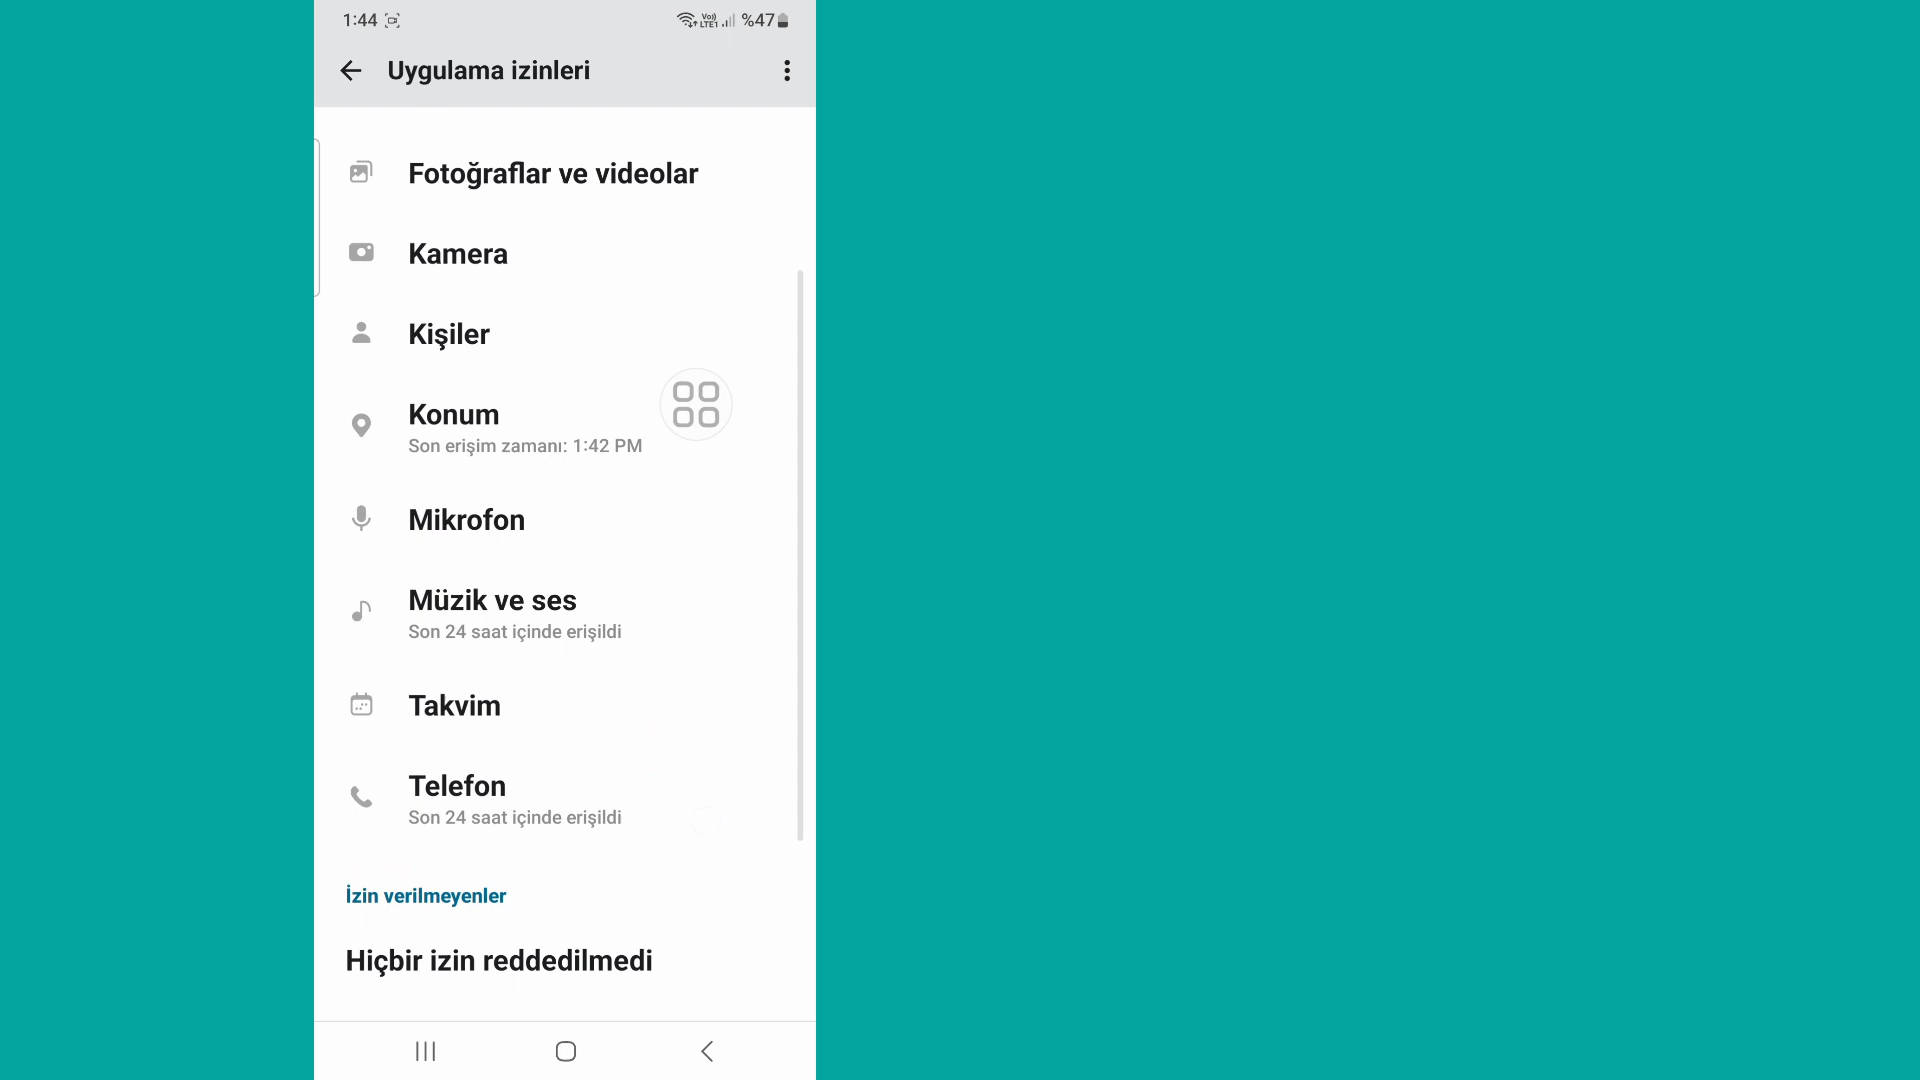 1:44 %47
Uygulama izinleri
Fotoğraflar ve videolar
Kamera
Kişiler
Konum
Son erişim zamanı: 1:42 PM
Mikrofon
Müzik ve ses
Son 24 saat içinde erişildi
Takvim
Telefon
Son 24 saat içinde erişildi
İzin verilmeyenler
Hiçbir izin reddedilmedi